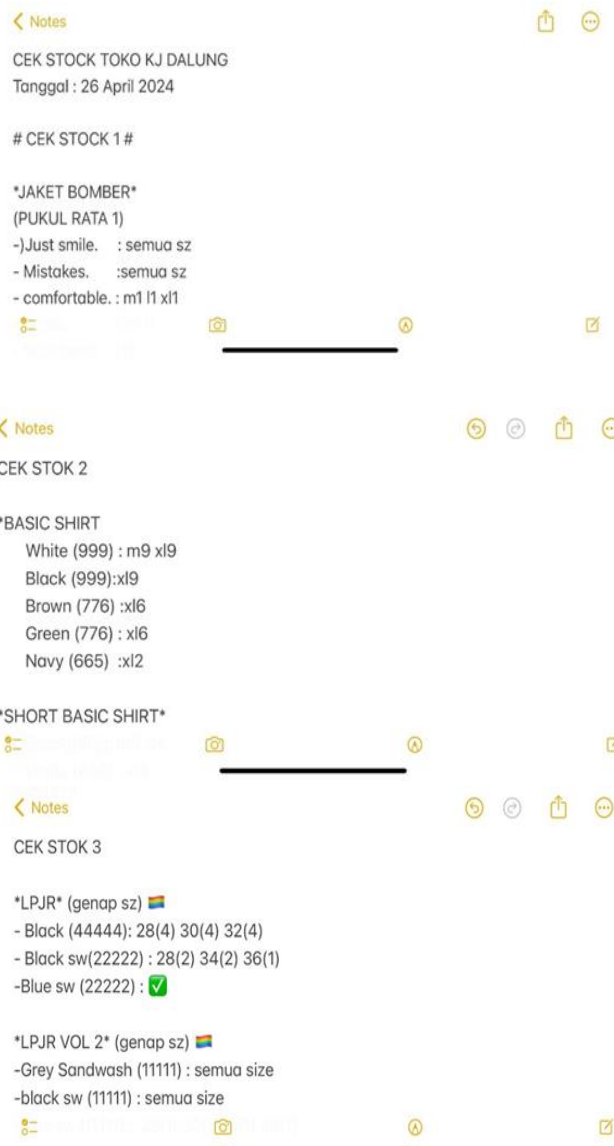 Notes
CEK STOCK TOKO KJ DALUNG
Tanggal : 26 April 2024
# CEK STOCK 1 #
*JAKET BOMBER*
(PUKUL RATA 1)
-)Just smile. : semua sz
- Mistakes. :semua sz
- comfortable. : m1 l1 xl1
Notes
CEK STOK 2
*BASIC SHIRT
White (999) : m9 xl9
Black (999):xl9
Brown (776) :xl6
Green (776) : xl6
Navy (665) :xl2
*SHORT BASIC SHIRT*
Notes
CEK STOK 3
*LPJR* (genap sz) 🏳️‍🌈
- Black (44444): 28(4) 30(4) 32(4)
- Black sw(22222) : 28(2) 34(2) 36(1)
-Blue sw (22222) : ✅
*LPJR VOL 2* (genap sz) 🏳️‍🌈
-Grey Sandwash (11111) : semua size
-black sw (11111) : semua size